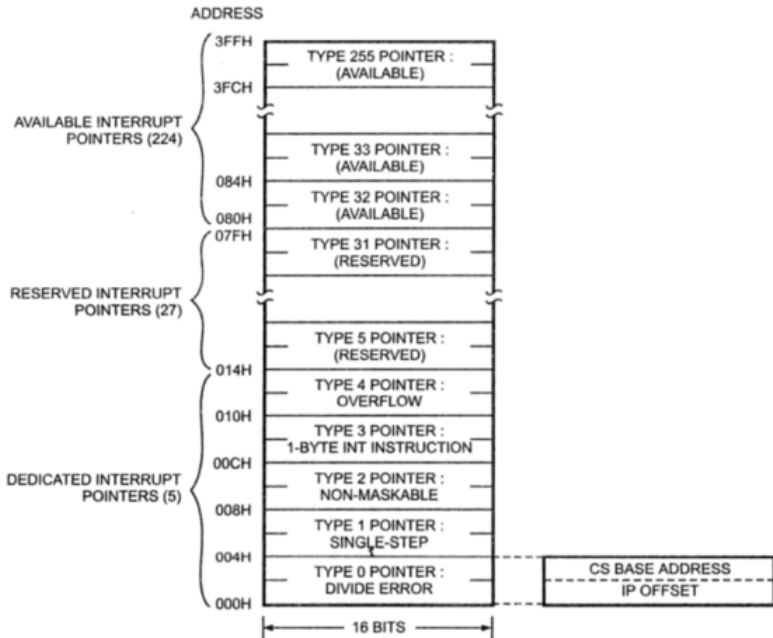 ADDRESS
3FFH
TYPE 255 POINTER :
(AVAILABLE)
3FCH
AVAILABLE INTERRUPT
POINTERS (224)
TYPE 33 POINTER :
(AVAILABLE)
084H
TYPE 32 POINTER :
(AVAILABLE)
080H
07FH
TYPE 31 POINTER :
(RESERVED)
RESERVED INTERRUPT
POINTERS (27)
TYPE 5 POINTER :
(RESERVED)
014H
TYPE 4 POINTER :
OVERFLOW
010H
TYPE 3 POINTER :
1-BYTE INT INSTRUCTION
00CH
DEDICATED INTERRUPT
POINTERS (5)
TYPE 2 POINTER :
NON-MASKABLE
008H
TYPE 1 POINTER :
SINGLE-STEP
004H
TYPE 0 POINTER :
DIVIDE ERROR
000H
CS BASE ADDRESS
IP OFFSET
16 BITS